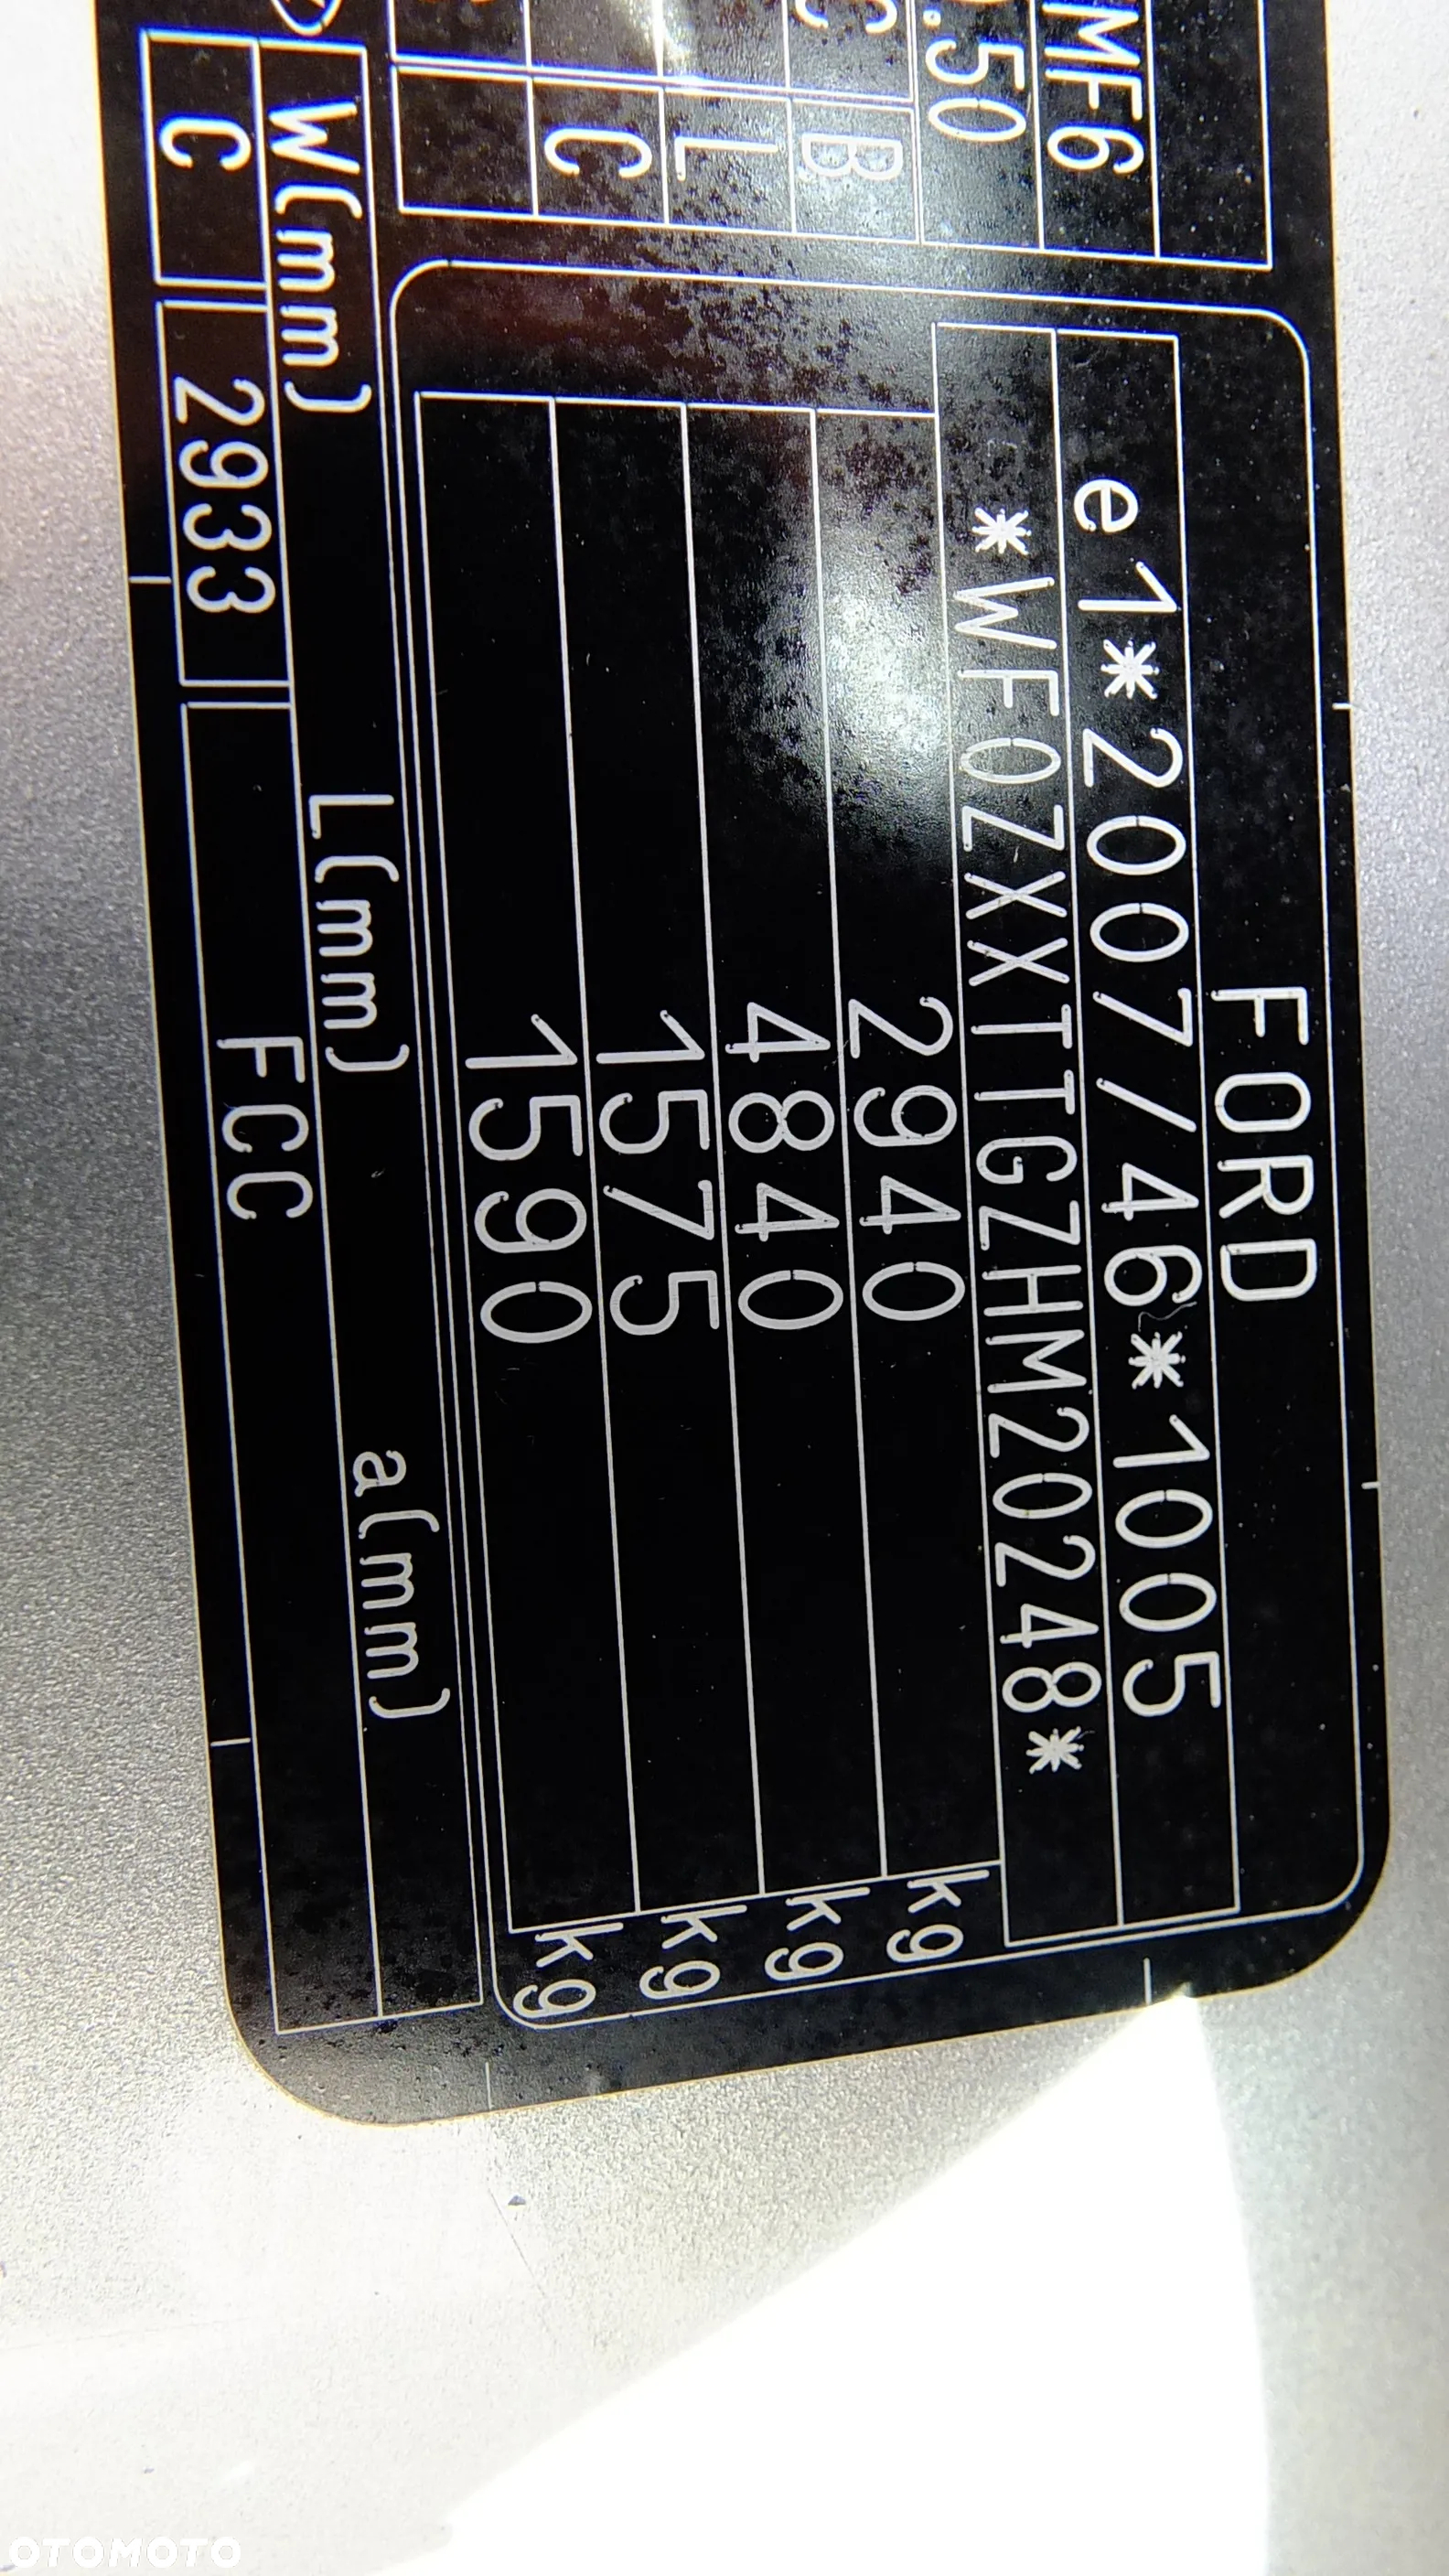 MF6
.50
C B
L
C
FORD
e1*2007/46*1005
*WF0ZXXTTGZHM20248*
2940 kg
4840 kg
1575 kg
1590 kg
W(mm) L(mm) a(mm)
C 2933 FCC
OTOMOTO